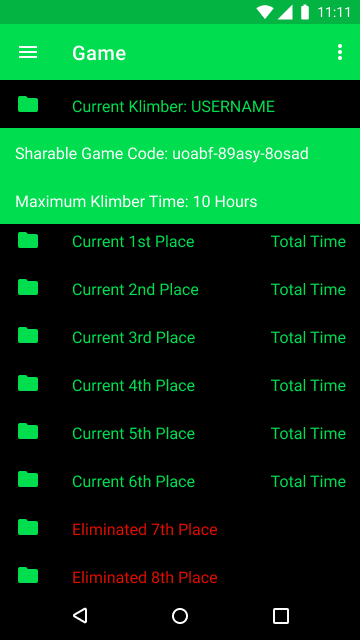 11:11
Game
Current Klimber: USERNAME
Sharable Game Code: uoabf-89asy-8osad
Maximum Klimber Time: 10 Hours
Current 1st Place Total Time
Current 2nd Place Total Time
Current 3rd Place Total Time
Current 4th Place Total Time
Current 5th Place Total Time
Current 6th Place Total Time
Eliminated 7th Place
Eliminated 8th Place